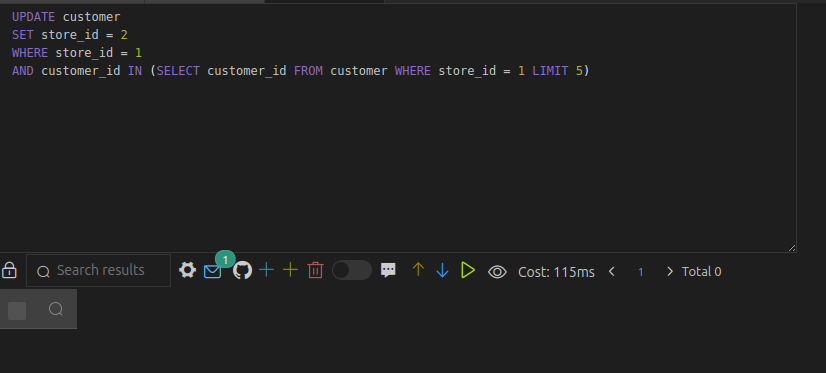 UPDATE customer
SET store_id = 2
WHERE store_id = 1
AND customer_id IN (SELECT customer_id FROM customer WHERE store_id = 1 LIMIT 5)
1
Search results
Cost: 115ms
1
Total 0